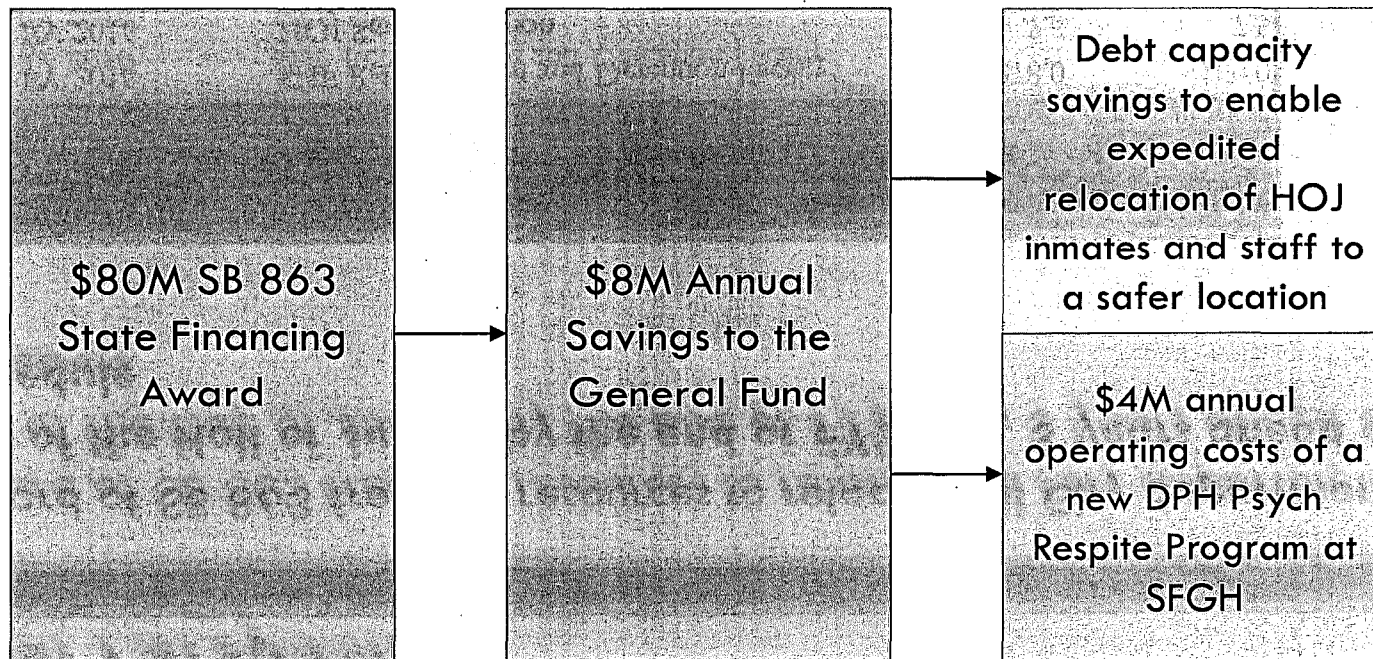 $80M SB 863
State Financing
Award
$8M Annual
Savings to the
General Fund
Debt capacity
savings to enable
expedited
relocation of HOJ
inmates and staff to
a safer location
$4M annual
operating costs of a
new DPH Psych
Respite Program at
SFGH